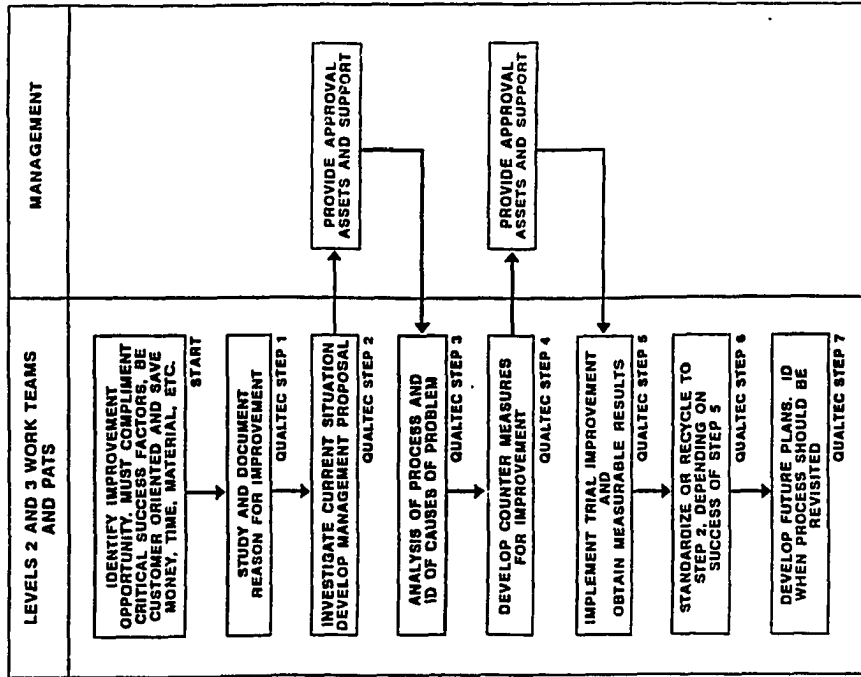 LEVELS 2 AND 3 WORK TEAMS
AND PATS
MANAGEMENT
IDENTIFY IMPROVEMENT
OPPORTUNITY. MUST COMPLIMENT
CRITICAL SUCCESS FACTORS, BE
CUSTOMER ORIENTED AND SAVE
MONEY, TIME, MATERIAL, ETC.
START
STUDY AND DOCUMENT
REASON FOR IMPROVEMENT
QUALTEC STEP 1
INVESTIGATE CURRENT SITUATION
DEVELOP MANAGEMENT PROPOSAL
QUALTEC STEP 2
PROVIDE APPROVAL
ASSETS AND SUPPORT
ANALYSIS OF PROCESS AND
ID OF CAUSES OF PROBLEM
QUALTEC STEP 3
DEVELOP COUNTER MEASURES
FOR IMPROVEMENT
QUALTEC STEP 4
PROVIDE APPROVAL
ASSETS AND SUPPORT
IMPLEMENT TRIAL IMPROVEMENT
AND
OBTAIN MEASURABLE RESULTS
QUALTEC STEP 5
STANDARDIZE OR RECYCLE TO
STEP 2, DEPENDING ON
SUCCESS OF STEP 5
QUALTEC STEP 6
DEVELOP FUTURE PLANS. ID
WHEN PROCESS SHOULD BE
REVISITED
QUALTEC STEP 7